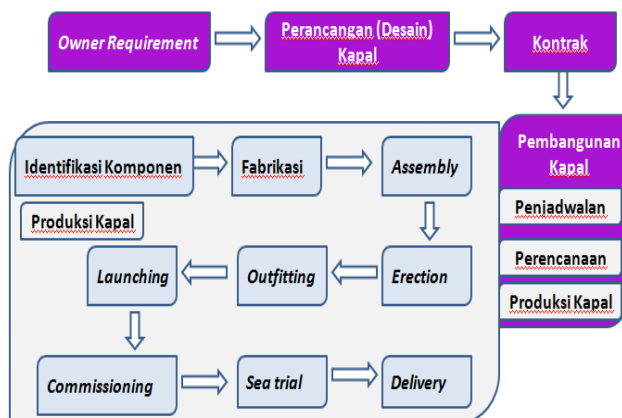 Owner Requirement
Perancangan (Desain)
Kapal
Kontrak
Pembangunan
Kapal
Penjadwalan
Perencanaan
Produksi Kapal
Identifikasi Komponen
Fabrikasi
Assembly
Produksi Kapal
Launching
Outfitting
Erection
Commissioning
Sea trial
Delivery